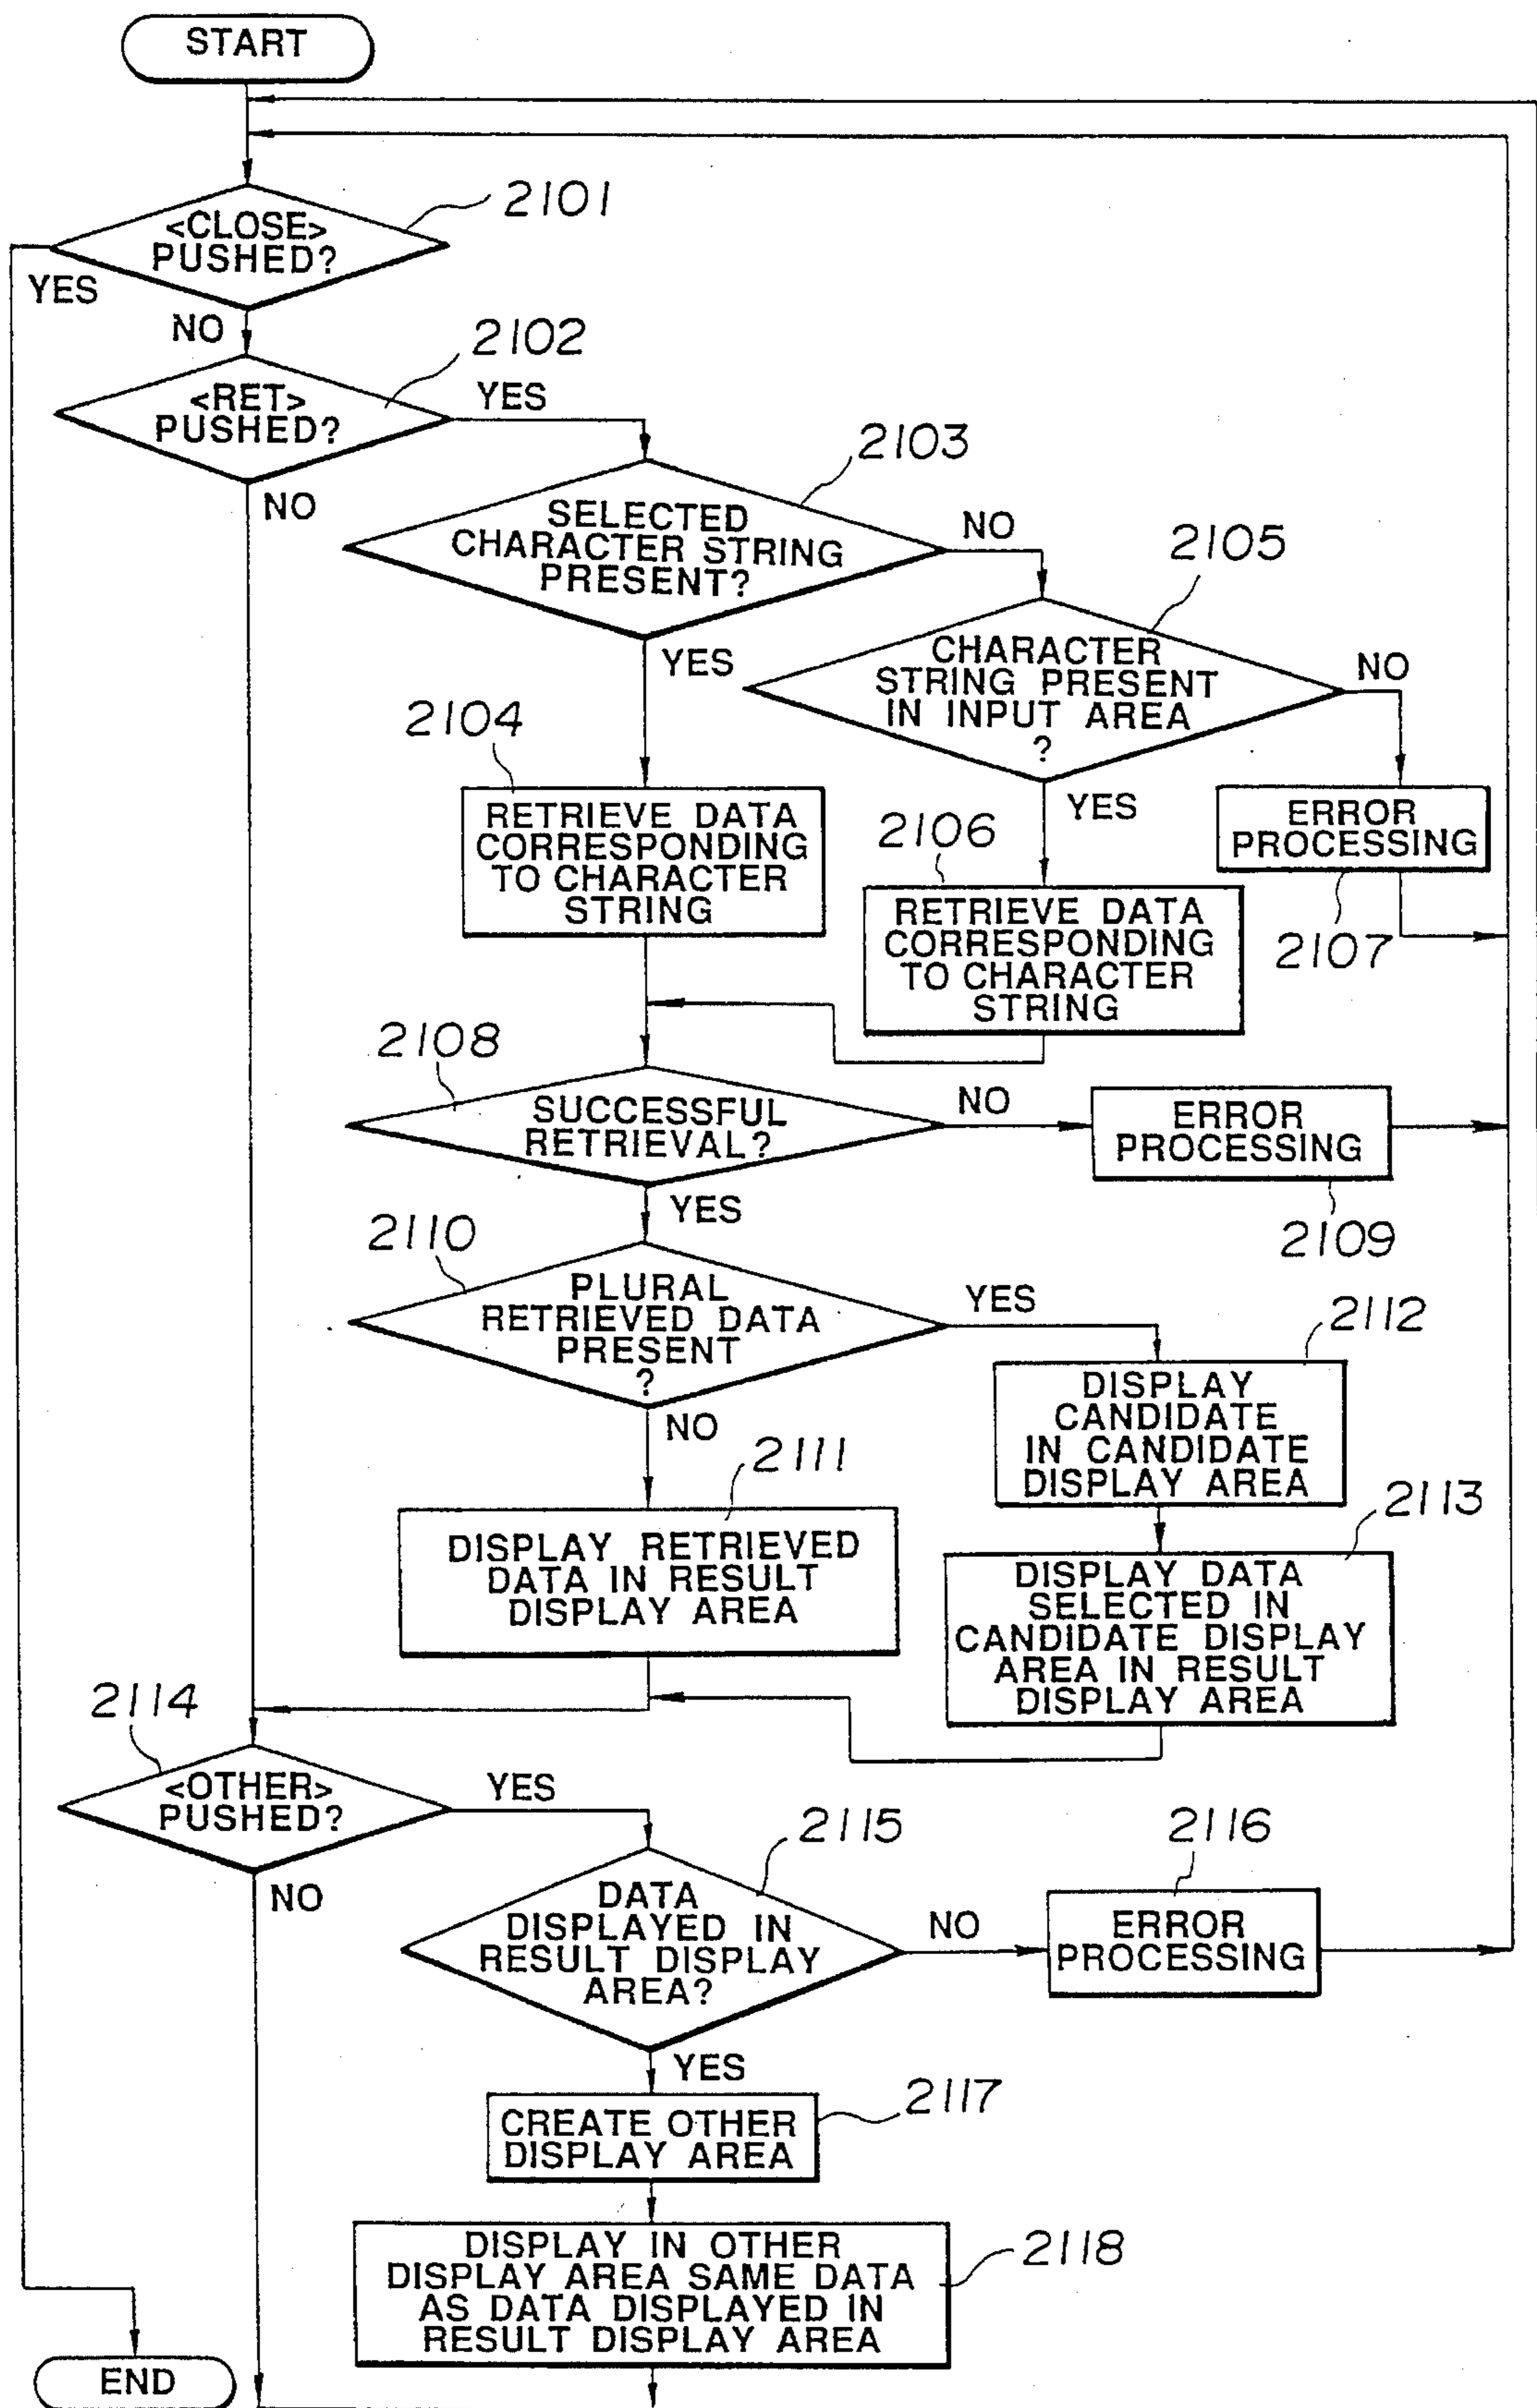 START
2101
<CLOSE>
PUSHED?
YES
NO
2102
<RET>
PUSHED?
YES
NO
2103
SELECTED
CHARACTER STRING
PRESENT?
NO
YES
2105
CHARACTER
STRING PRESENT
IN INPUT AREA
?
NO
YES
2104
RETRIEVE DATA
CORRESPONDING
TO CHARACTER
STRING
2106
RETRIEVE DATA
CORRESPONDING
TO CHARACTER
STRING
ERROR
PROCESSING
2107
2108
SUCCESSFUL
RETRIEVAL?
NO
YES
ERROR
PROCESSING
2109
2110
PLURAL
RETRIEVED DATA
PRESENT
?
YES
NO
2112
DISPLAY
CANDIDATE
IN CANDIDATE
DISPLAY AREA
2111
DISPLAY RETRIEVED
DATA IN RESULT
DISPLAY AREA
2113
DISPLAY DATA
SELECTED IN
CANDIDATE DISPLAY
AREA IN RESULT
DISPLAY AREA
2114
<OTHER>
PUSHED?
YES
NO
2115
DATA
DISPLAYED IN
RESULT DISPLAY
AREA?
NO
YES
2116
ERROR
PROCESSING
2117
CREATE OTHER
DISPLAY AREA
2118
DISPLAY IN OTHER
DISPLAY AREA SAME DATA
AS DATA DISPLAYED IN
RESULT DISPLAY AREA
END